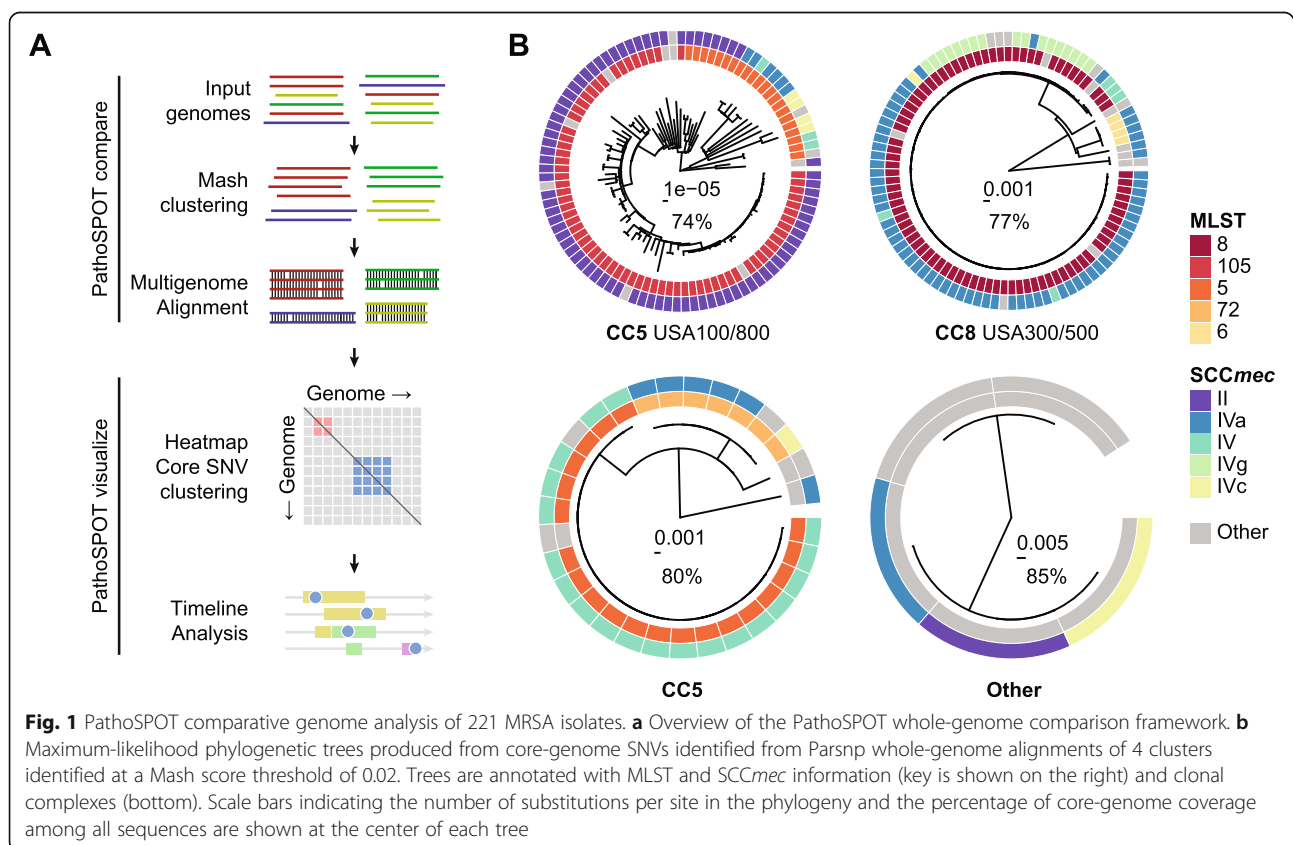 A
PathoSPOT compare
Input
genomes
Mash
clustering
Multigenome
Alignment
PathoSPOT visualize
Genome →
← Genome
Heatmap
Core SNV
clustering
Timeline
Analysis
B
1e−05
74%
CC5 USA100/800
0.001
77%
CC8 USA300/500
0.001
80%
CC5
0.005
85%
Other
MLST
8
105
5
72
6
SCCmec
II
IVa
IV
IVg
IVc
Other
Fig. 1 PathoSPOT comparative genome analysis of 221 MRSA isolates. a Overview of the PathoSPOT whole-genome comparison framework. b
Maximum-likelihood phylogenetic trees produced from core-genome SNVs identified from Parsnp whole-genome alignments of 4 clusters
identified at a Mash score threshold of 0.02. Trees are annotated with MLST and SCCmec information (key is shown on the right) and clonal
complexes (bottom). Scale bars indicating the number of substitutions per site in the phylogeny and the percentage of core-genome coverage
among all sequences are shown at the center of each tree